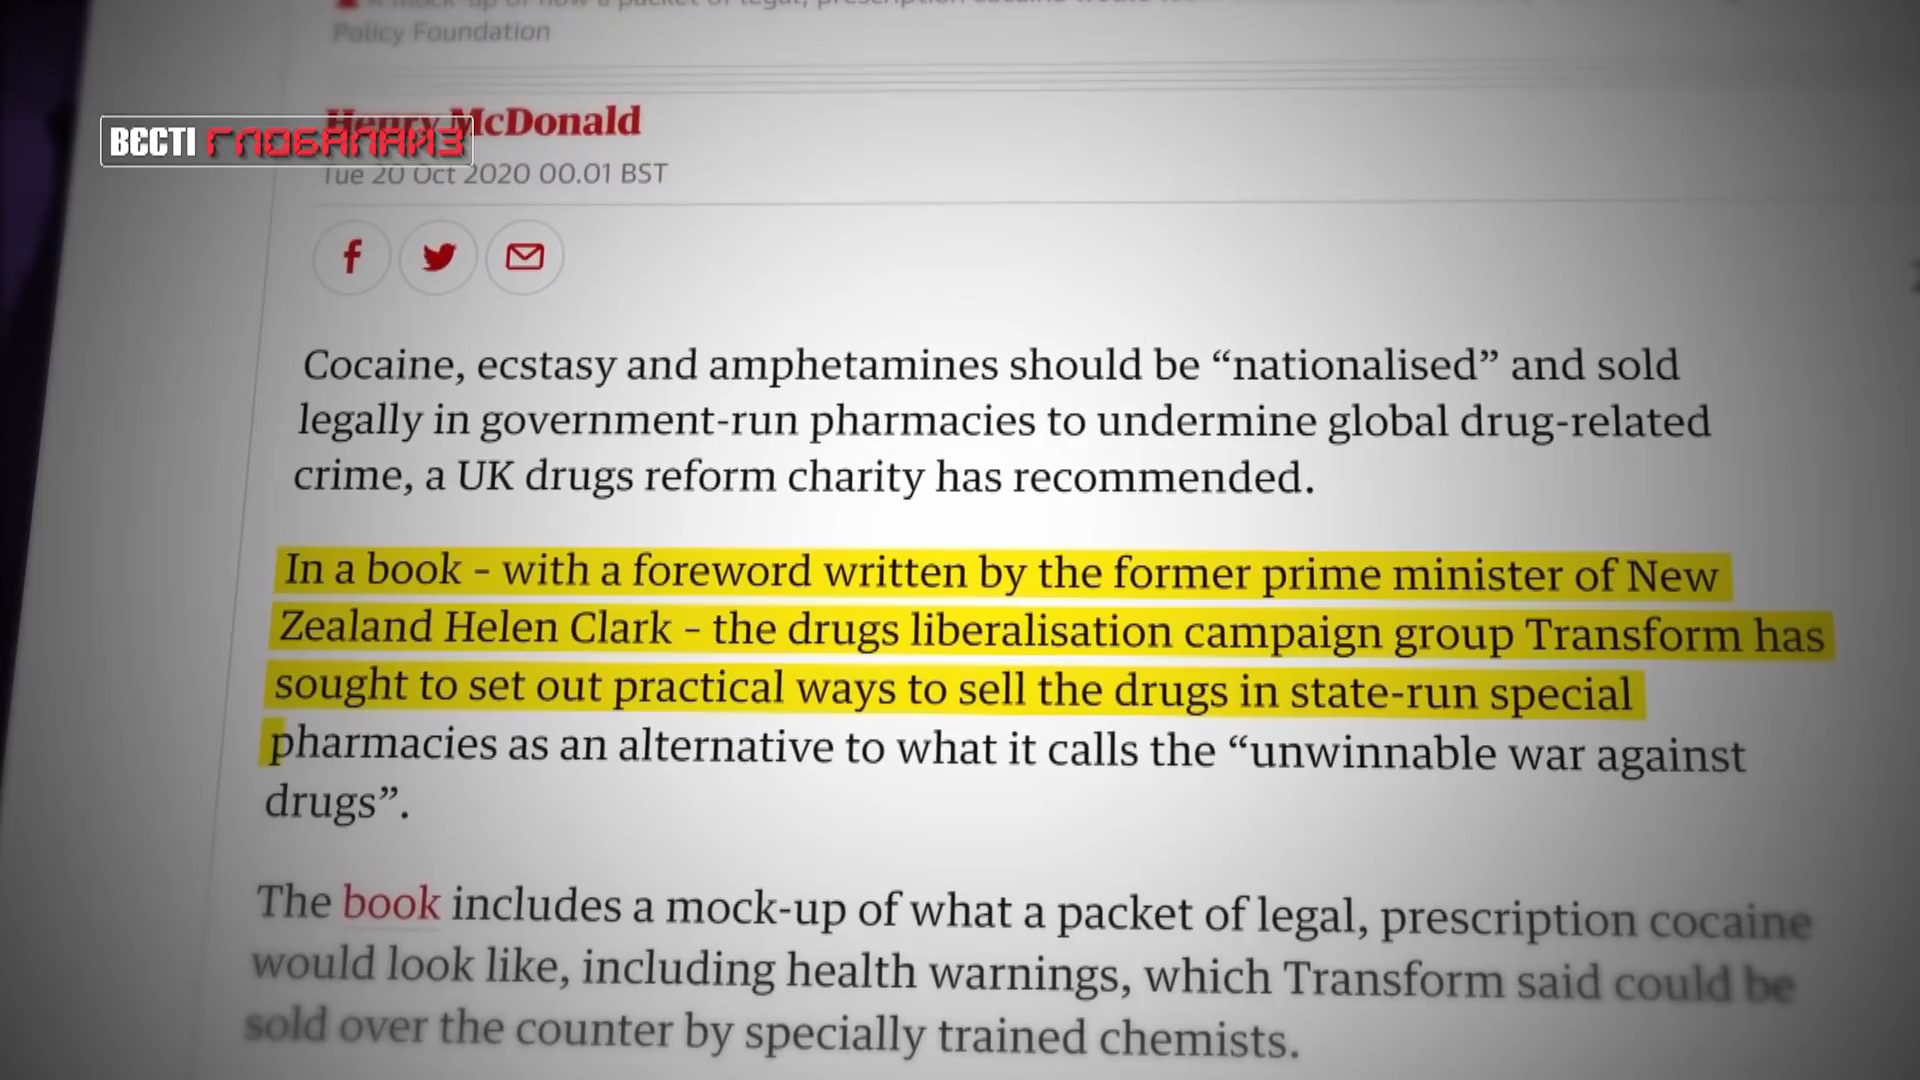 Policy Foundation
Henry McDonald
ВЄСТІ ГЛОБАЛАЙЗ
Tue 20 Oct 2020 00.01 BST
Cocaine, ecstasy and amphetamines should be “nationalised” and sold
legally in government-run pharmacies to undermine global drug-related
crime, a UK drugs reform charity has recommended.
In a book - with a foreword written by the former prime minister of New
Zealand Helen Clark - the drugs liberalisation campaign group Transform has
sought to set out practical ways to sell the drugs in state-run special
pharmacies as an alternative to what it calls the “unwinnable war against
drugs”.
The book includes a mock-up of what a packet of legal, prescription cocaine
would look like, including health warnings, which Transform said could be
sold over the counter by specially trained chemists.